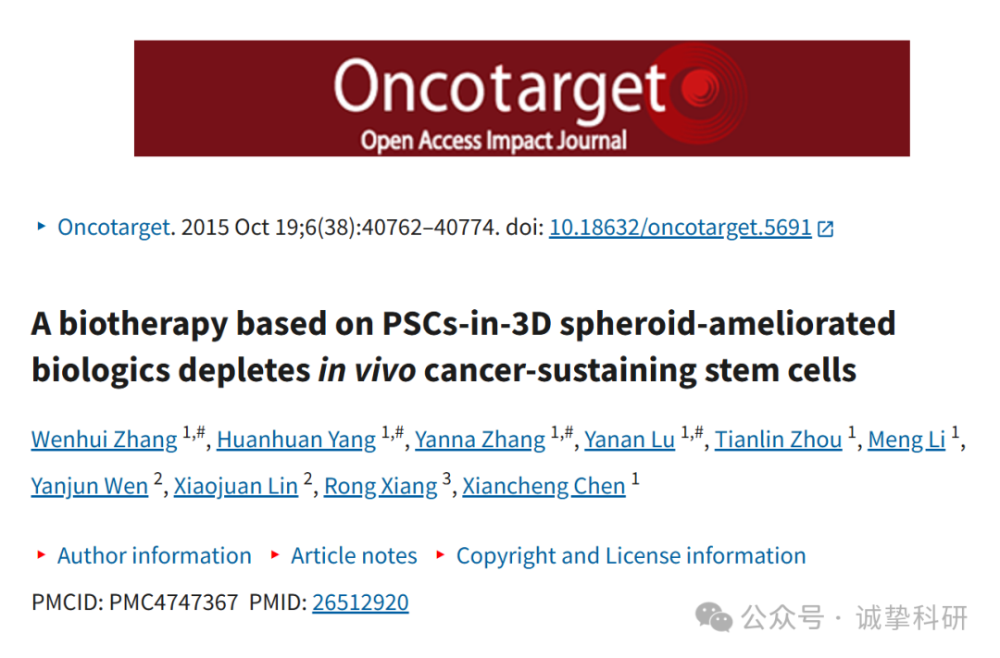 Oncotarget
Open Access Impact Journal
Oncotarget. 2015 Oct 19;6(38):40762–40774. doi: 10.18632/oncotarget.5691
A biotherapy based on PSCs-in-3D spheroid-ameliorated
biologics depletes in vivo cancer-sustaining stem cells
Wenhui Zhang 1,#, Huanhuan Yang 1,#, Yanna Zhang 1,#, Yanan Lu 1,#, Tianlin Zhou 1, Meng Li 1,
Yanjun Wen 2, Xiaojuan Lin 2, Rong Xiang 3, Xiancheng Chen 1
Author information Article notes Copyright and License information
PMCID: PMC4747367 PMID: 26512920
公众号 · 诚挚科研